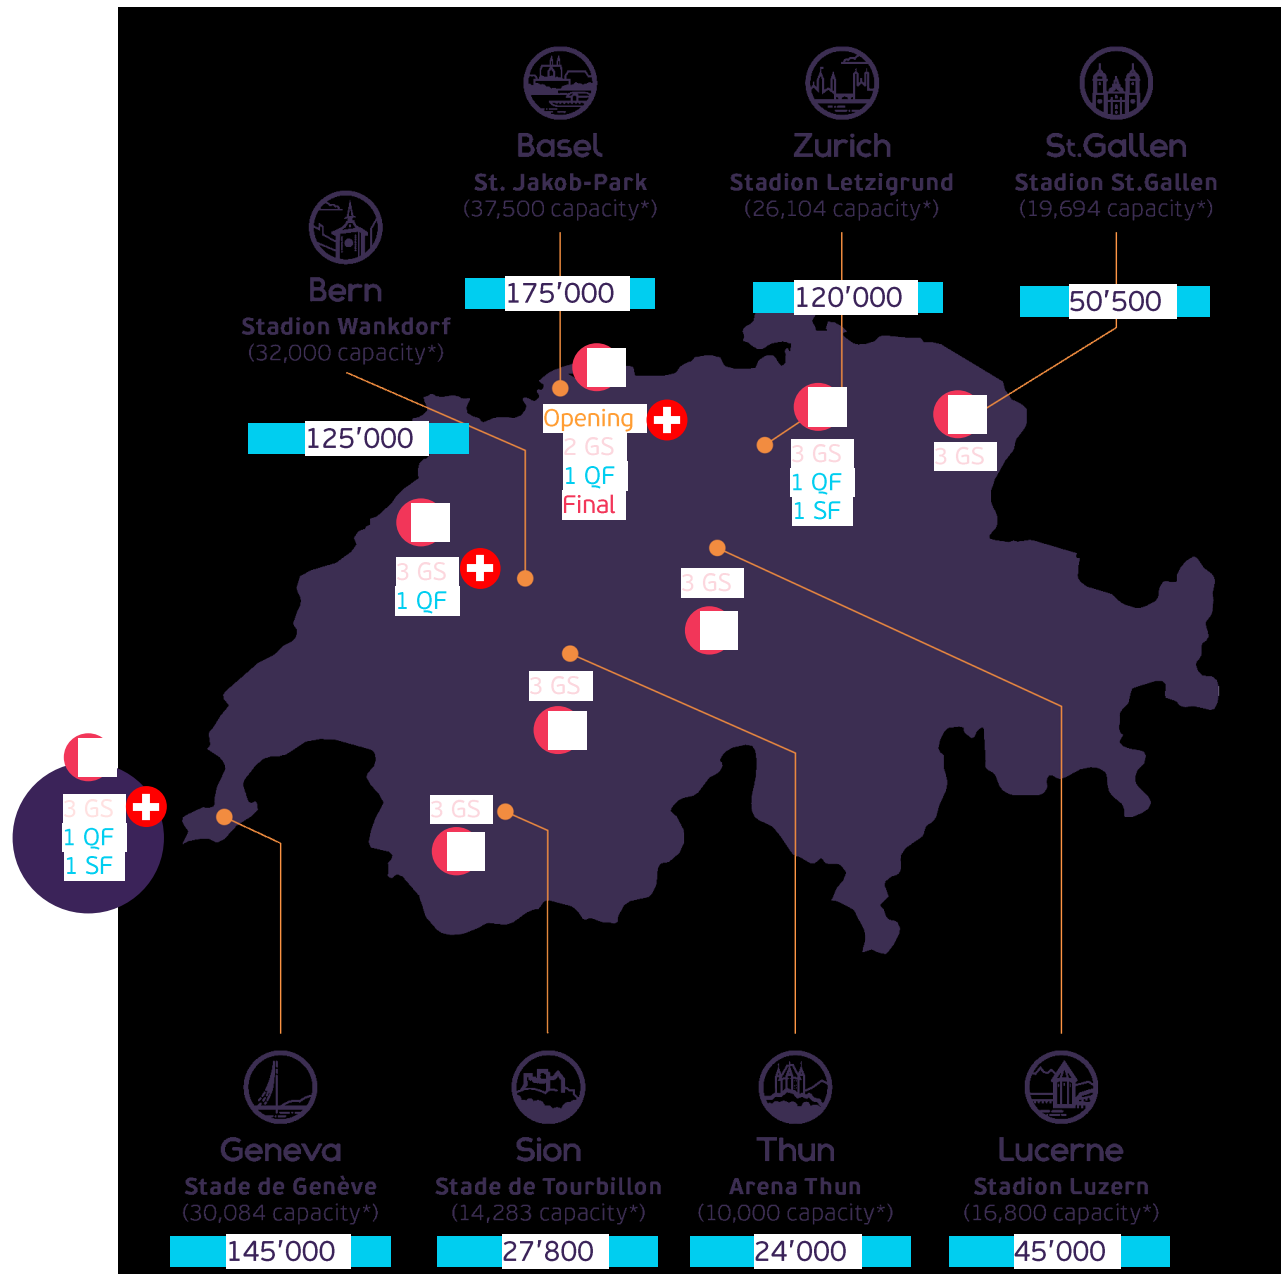 Basel
St. Jakob-Park
(37,500 capacity*)
175’000
Zurich
Stadion Letzigrund
(26,104 capacity*)
120’000
St.Gallen
Stadion St.Gallen
(19,694 capacity*)
50’500
Bern
Stadion Wankdorf
(32,000 capacity*)
125’000
Opening
2 GS
1 QF
Final
3 GS
1 QF
1 SF
3 GS
3 GS
1 QF
3 GS
3 GS
3 GS
3 GS
1 QF
1 SF
Geneva
Stade de Genève
(30,084 capacity*)
145’000
Sion
Stade de Tourbillon
(14,283 capacity*)
27’800
Thun
Arena Thun
(10,000 capacity*)
24’000
Lucerne
Stadion Luzern
(16,800 capacity*)
45’000